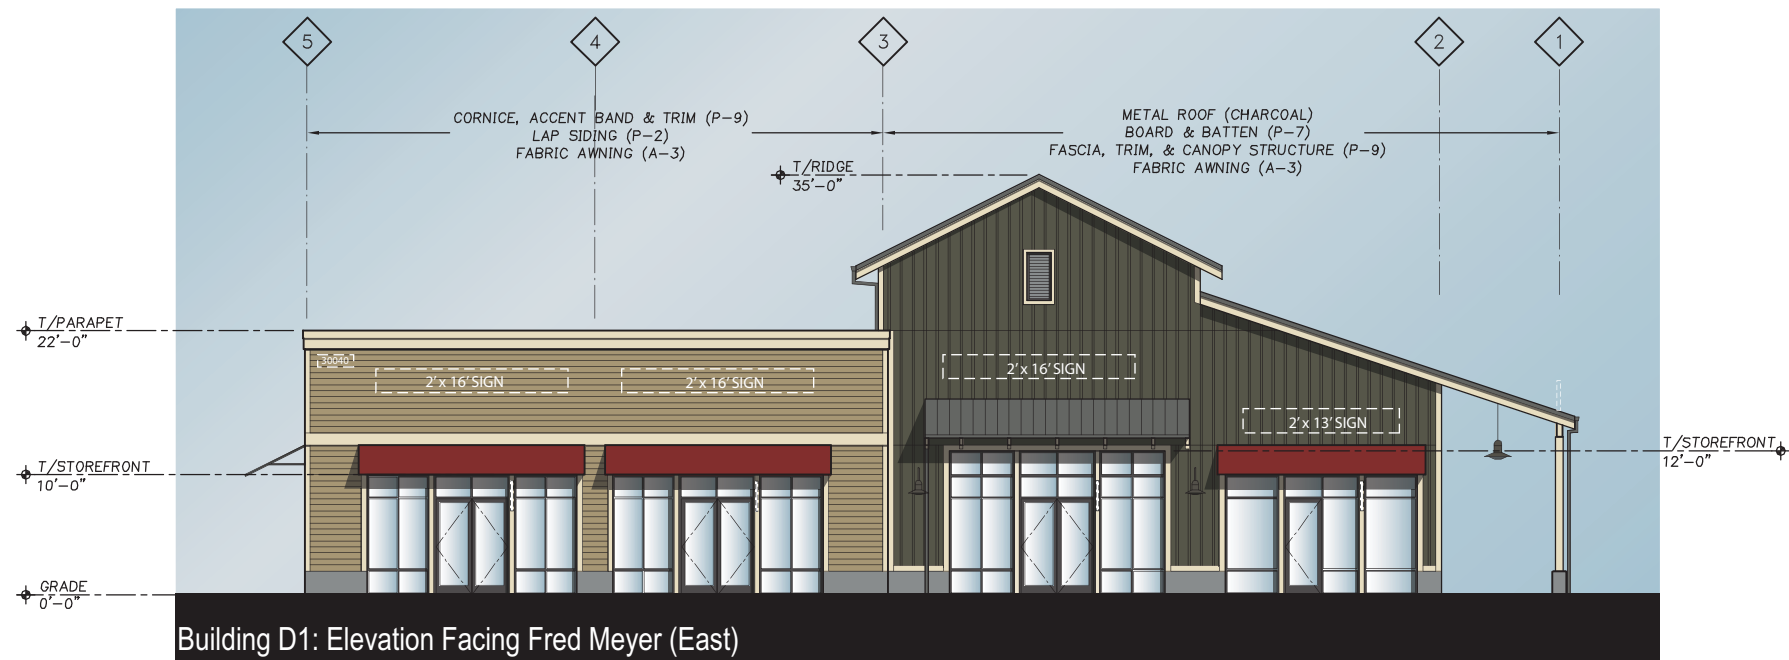 5
4
3
2
1
CORNICE, ACCENT BAND & TRIM (P-9)
LAP SIDING (P-2)
FABRIC AWNING (A-3)
METAL ROOF (CHARCOAL)
BOARD & BATTEN (P-7)
FASCIA, TRIM, & CANOPY STRUCTURE (P-9)
FABRIC AWNING (A-3)
T/RIDGE
35'-0"
T/PARAPET
22'-0"
30040
2' x 16' SIGN
2' x 16' SIGN
2' x 16' SIGN
2' x 13' SIGN
T/STOREFRONT
10'-0"
T/STOREFRONT
12'-0"
GRADE
0'-0"
Building D1: Elevation Facing Fred Meyer (East)